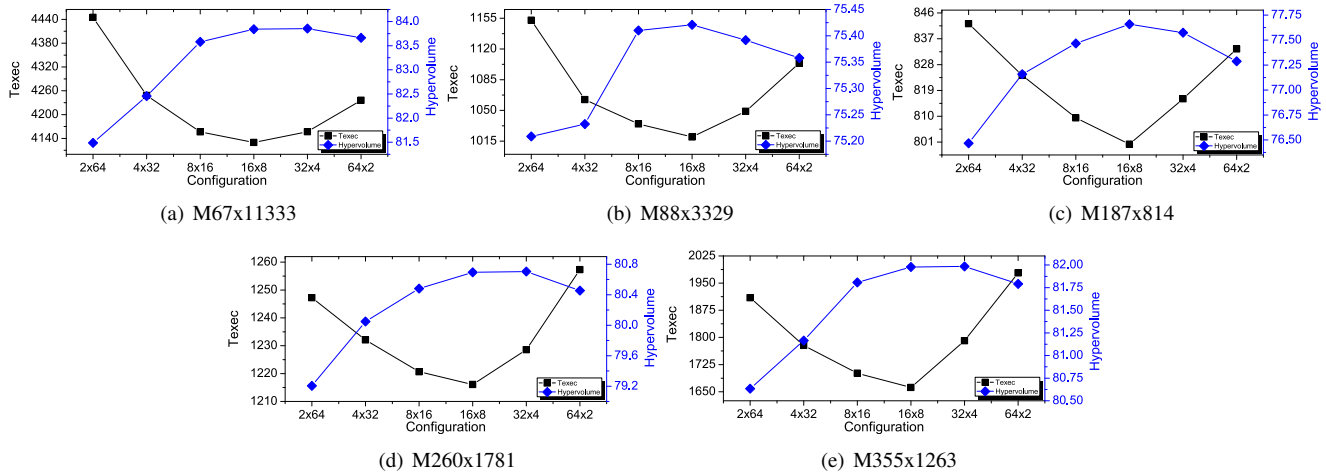 Texec
4440
4380
4320
4260
4200
4140
84.0
83.5
83.0
82.5
82.0
81.5
Hypervolume
Texec
Hypervolume
2x64 4x32 8x16 16x8 32x4 64x2
Configuration
(a) M67x11333
Texec
1155
1120
1085
1050
1015
75.45
75.40
75.35
75.30
75.25
75.20
Hypervolume
Texec
Hypervolume
2x64 4x32 8x16 16x8 32x4 64x2
Configuration
(b) M88x3329
Texec
846
837
828
819
810
801
77.75
77.50
77.25
77.00
76.75
76.50
Hypervolume
Texec
Hypervolume
2x64 4x32 8x16 16x8 32x4 64x2
Configuration
(c) M187x814
Texec
1260
1250
1240
1230
1220
1210
80.8
80.4
80.0
79.6
79.2
Hypervolume
Texec
Hypervolume
2x64 4x32 8x16 16x8 32x4 64x2
Configuration
(d) M260x1781
Texec
2025
1950
1875
1800
1725
1650
82.00
81.75
81.50
81.25
81.00
80.75
80.50
Hypervolume
Texec
Hypervolume
2x64 4x32 8x16 16x8 32x4 64x2
Configuration
(e) M355x1263